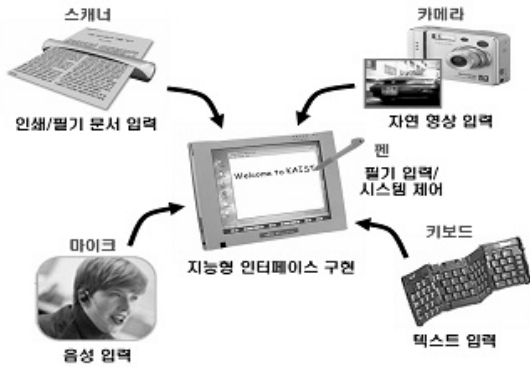 스캐너
카메라
인쇄/필기 문서 입력
자연 영상 입력
Welcome to KAIST
펜
필기 입력/
시스템 제어
마이크
지능형 인터페이스 구현
키보드
음성 입력
텍스트 입력